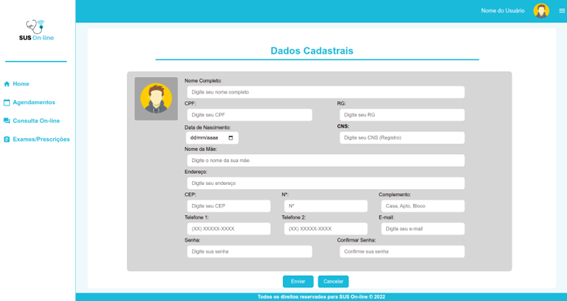 Nome do Usuário
SUS On-line
Home
Agendamentos
Consulta On-line
Exames/Prescrições
Dados Cadastrais
Nome Completo:
Digite seu nome completo
CPF: RG:
Digite seu CPF Digite seu RG
Data de Nascimento: CNS:
dd/mm/aaaa Digite seu CNS (Registro)
Nome da Mãe:
Digite o nome da sua mãe
Endereço:
Digite seu endereço
CEP: Nº: Complemento:
Digite seu CEP Nº Casa, Apto, Bloco
Telefone 1: Telefone 2: E-mail:
(XX) XXXXX-XXXX (XX) XXXXX-XXXX Digite seu e-mail
Senha: Confirmar Senha:
Digite sua senha Confirme sua senha
Enviar Cancelar
Todos os direitos reservados para SUS On-line © 2022